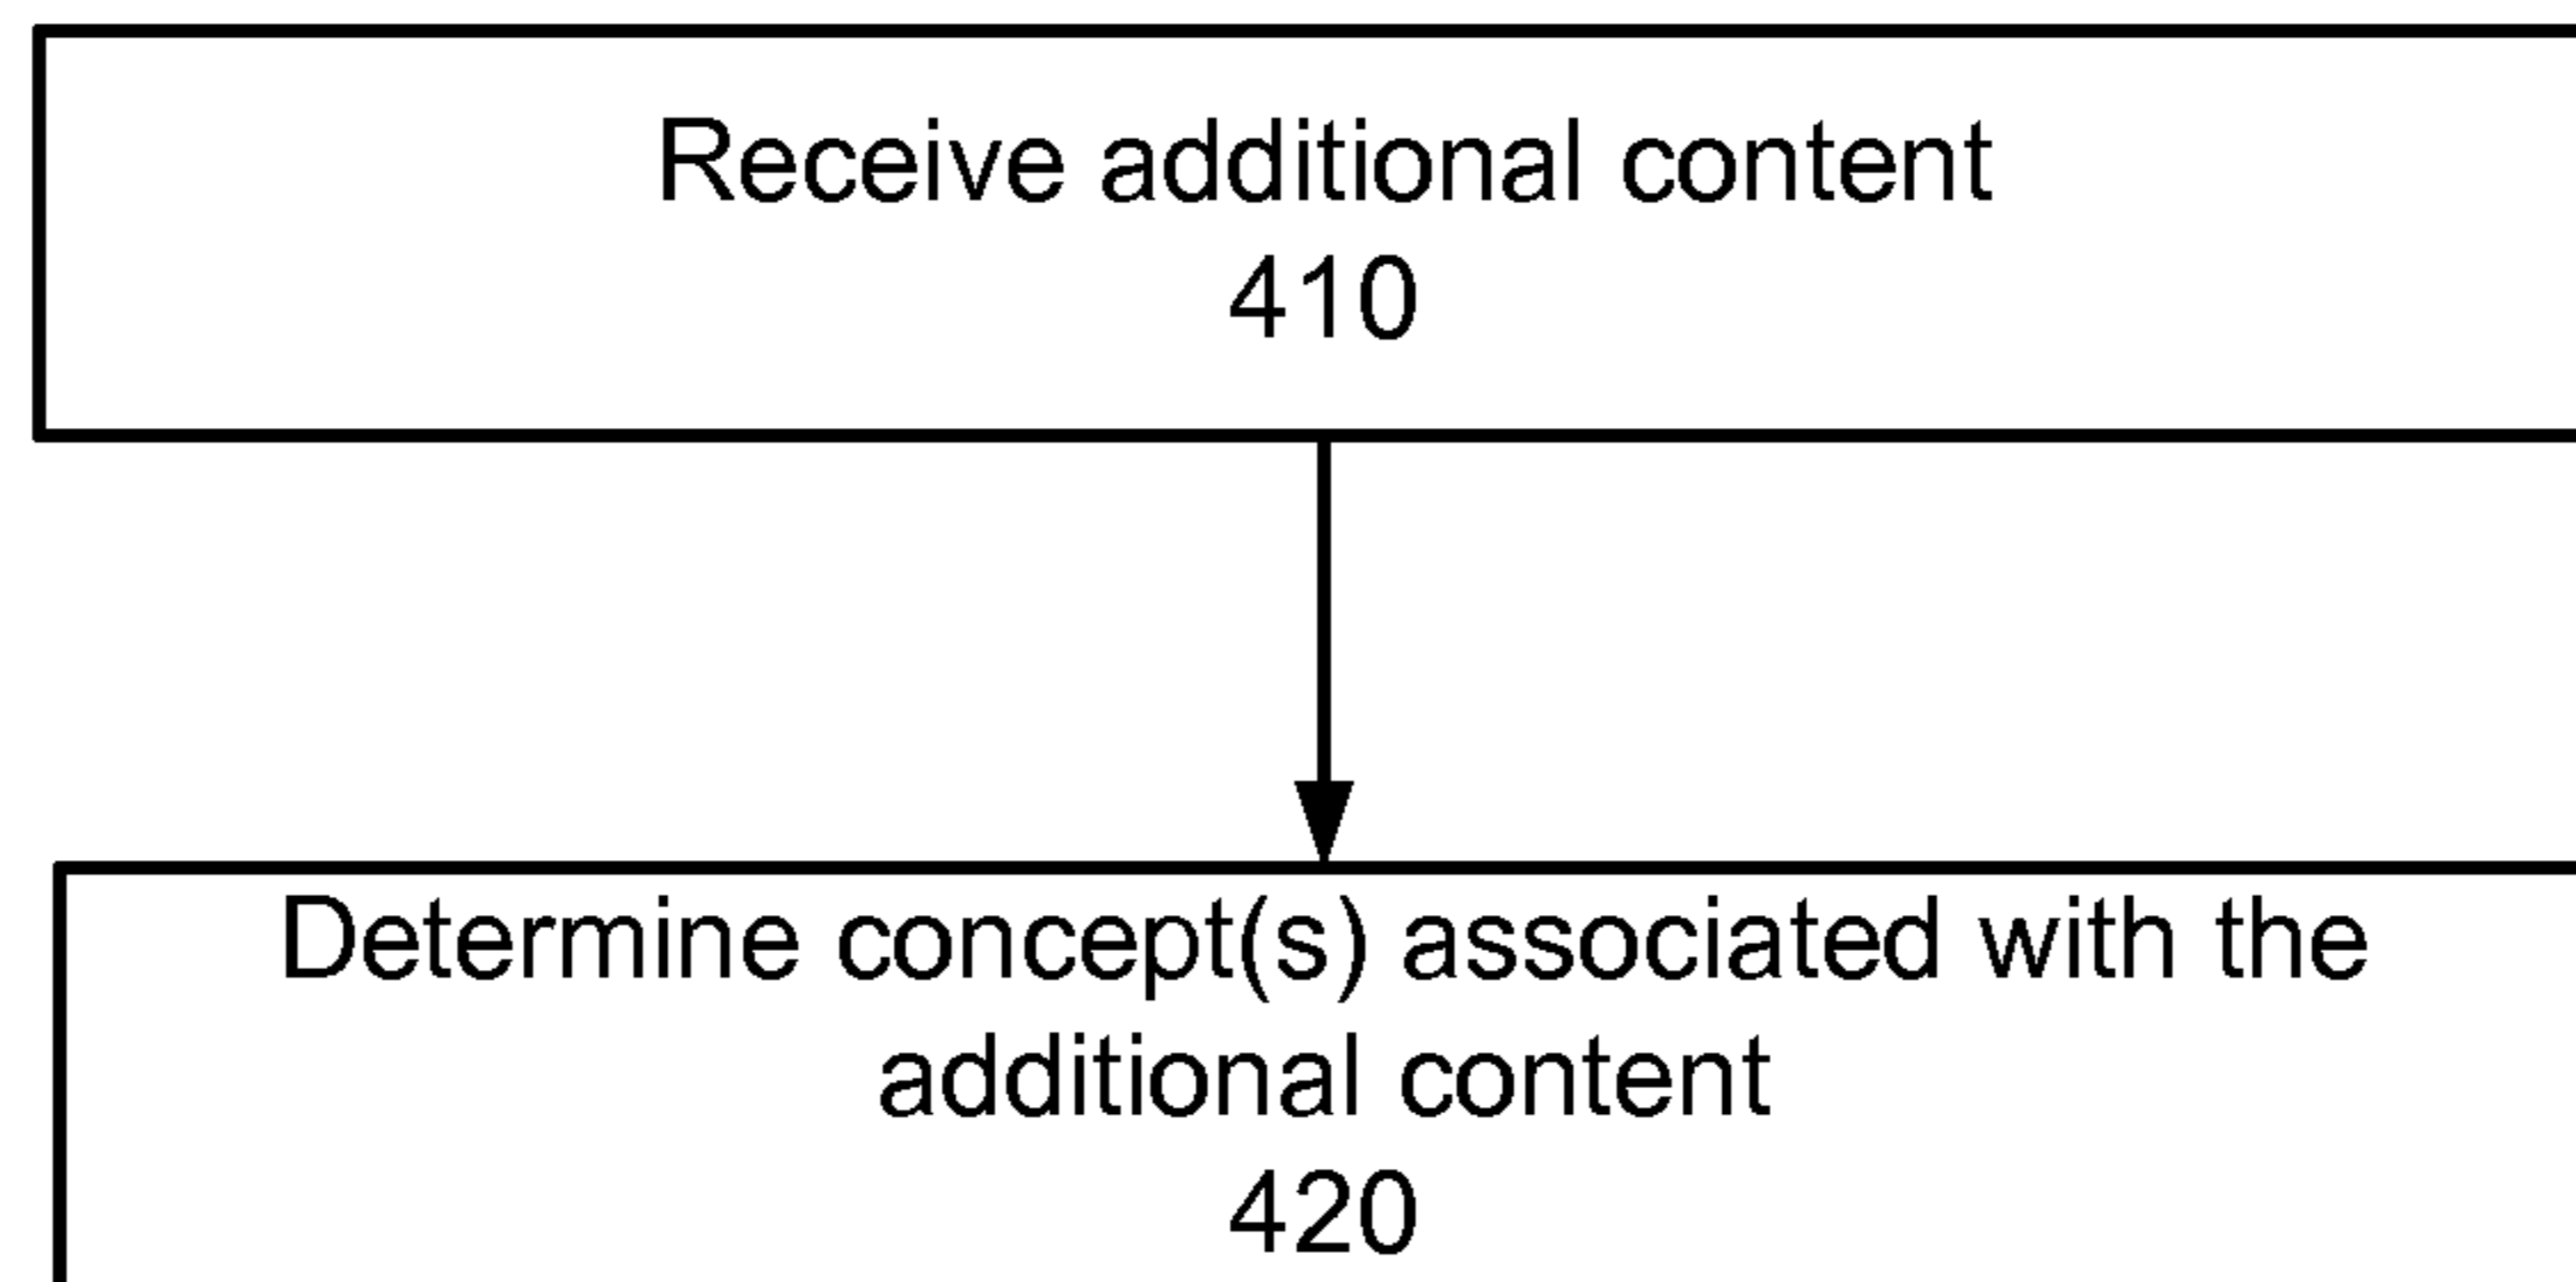 Receive additional content
410
Determine concept(s) associated with the
additional content
420